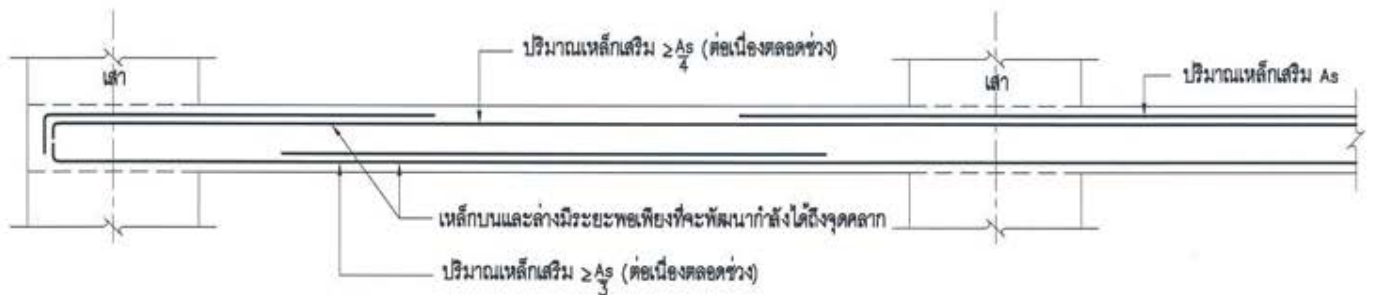 ปริมาณเหล็กเสริม ≥ As/4 (ต่อเนื่องตลอดช่วง)
เสา
เสา
ปริมาณเหล็กเสริม As
เหล็กบนและล่างมีระยะพอเพียงที่จะพัฒนากำลังได้ถึงจุดคลาก
ปริมาณเหล็กเสริม ≥ As/3 (ต่อเนื่องตลอดช่วง)